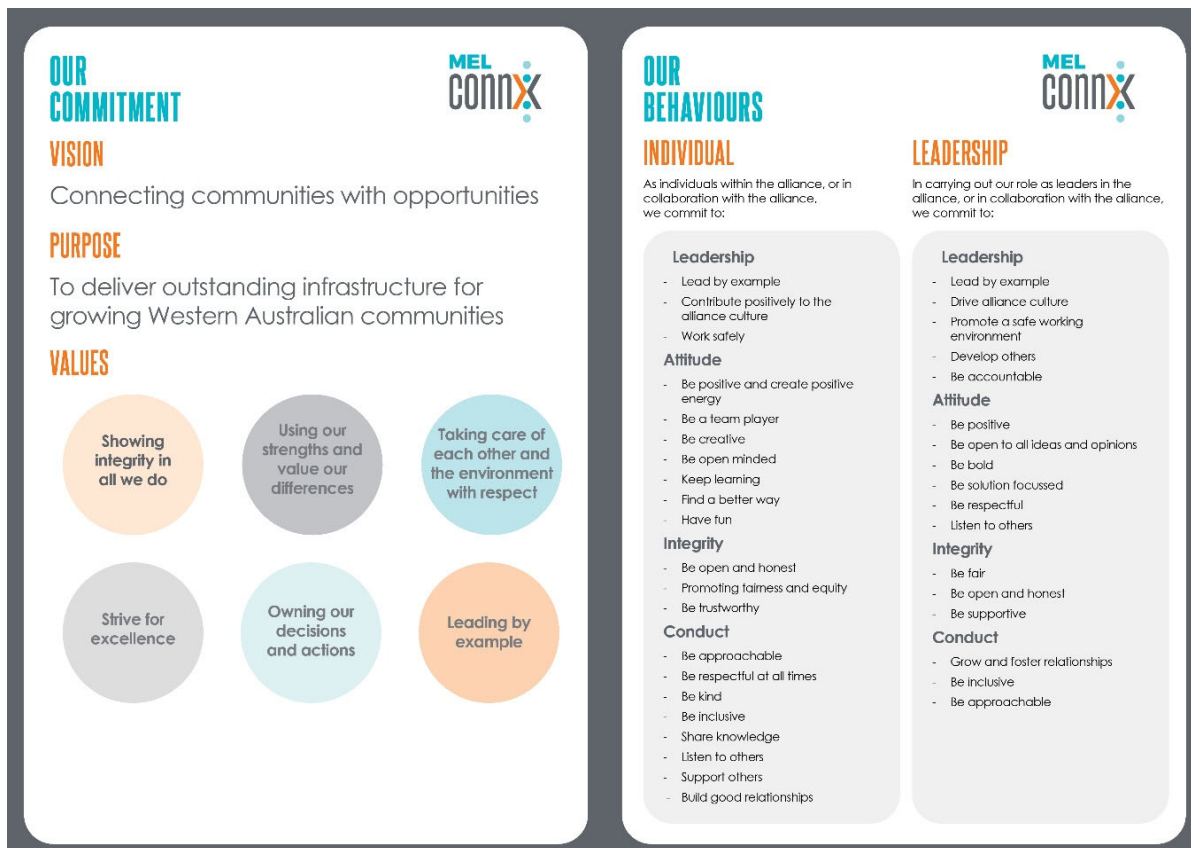 OUR
COMMITMENT
MEL
connx
VISION
Connecting communities with opportunities
PURPOSE
To deliver outstanding infrastructure for
growing Western Australian communities
VALUES
Showing
integrity in
all we do
Using our
strengths and
value our
differences
Taking care of
each other and
the environment
with respect
Strive for
excellence
Owning our
decisions
and actions
Leading by
example
OUR
BEHAVIOURS
MEL
connx
INDIVIDUAL
As individuals within the alliance, or in
collaboration with the alliance,
we commit to:
Leadership
- Lead by example
- Contribute positively to the
alliance culture
- Work safely
Attitude
- Be positive and create positive
energy
- Be a team player
- Be creative
- Be open minded
- Keep learning
- Find a better way
- Have fun
Integrity
- Be open and honest
- Promoting fairness and equity
- Be trustworthy
Conduct
- Be approachable
- Be respectful at all times
- Be kind
- Be inclusive
- Share knowledge
- Listen to others
- Support others
- Build good relationships
LEADERSHIP
In carrying out our role as leaders in the
alliance, or in collaboration with the alliance,
we commit to:
Leadership
- Lead by example
- Drive alliance culture
- Promote a safe working
environment
- Develop others
- Be accountable
Attitude
- Be positive
- Be open to all ideas and opinions
- Be bold
- Be solution focussed
- Be respectful
- Listen to others
Integrity
- Be fair
- Be open and honest
- Be supportive
Conduct
- Grow and foster relationships
- Be inclusive
- Be approachable